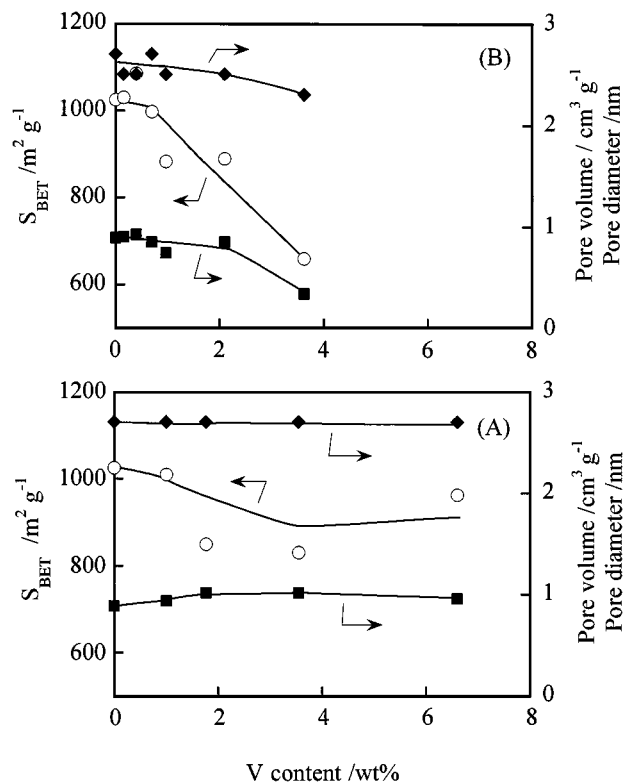 1200
1000
800
600
S_BET /m² g⁻¹
(B)
3
2
1
0
Pore volume / cm³ g⁻¹
Pore diameter /nm
0 2 4 6 8
1200
1000
800
600
S_BET /m² g⁻¹
(A)
3
2
1
0
Pore volume /cm³ g⁻¹
Pore diameter /nm
0 2 4 6 8
V content /wt%